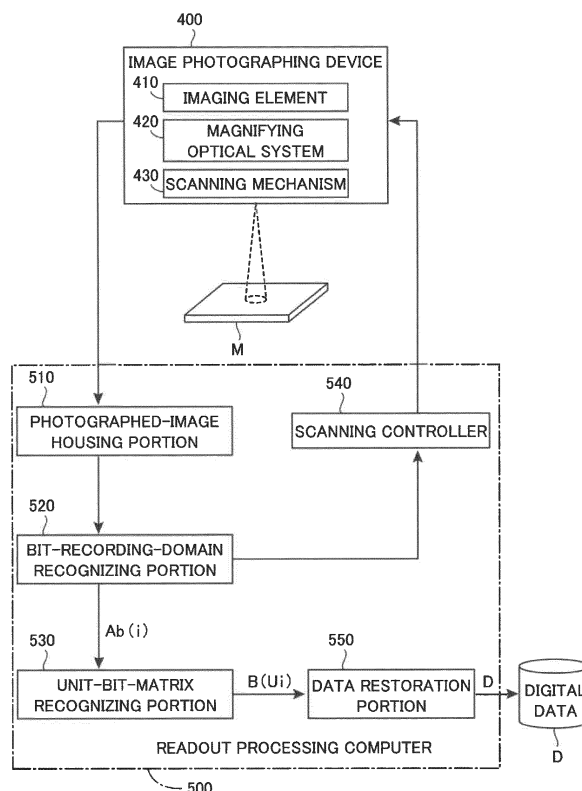 400
IMAGE PHOTOGRAPHING DEVICE
410
IMAGING ELEMENT
420
MAGNIFYING
OPTICAL SYSTEM
430
SCANNING MECHANISM
M
510
PHOTOGRAPHED-IMAGE
HOUSING PORTION
540
SCANNING CONTROLLER
520
BIT-RECORDING-DOMAIN
RECOGNIZING PORTION
Ab(i)
530
UNIT-BIT-MATRIX
RECOGNIZING PORTION
B(Ui)
550
DATA RESTORATION
PORTION
D
DIGITAL
DATA
D
READOUT PROCESSING COMPUTER
500